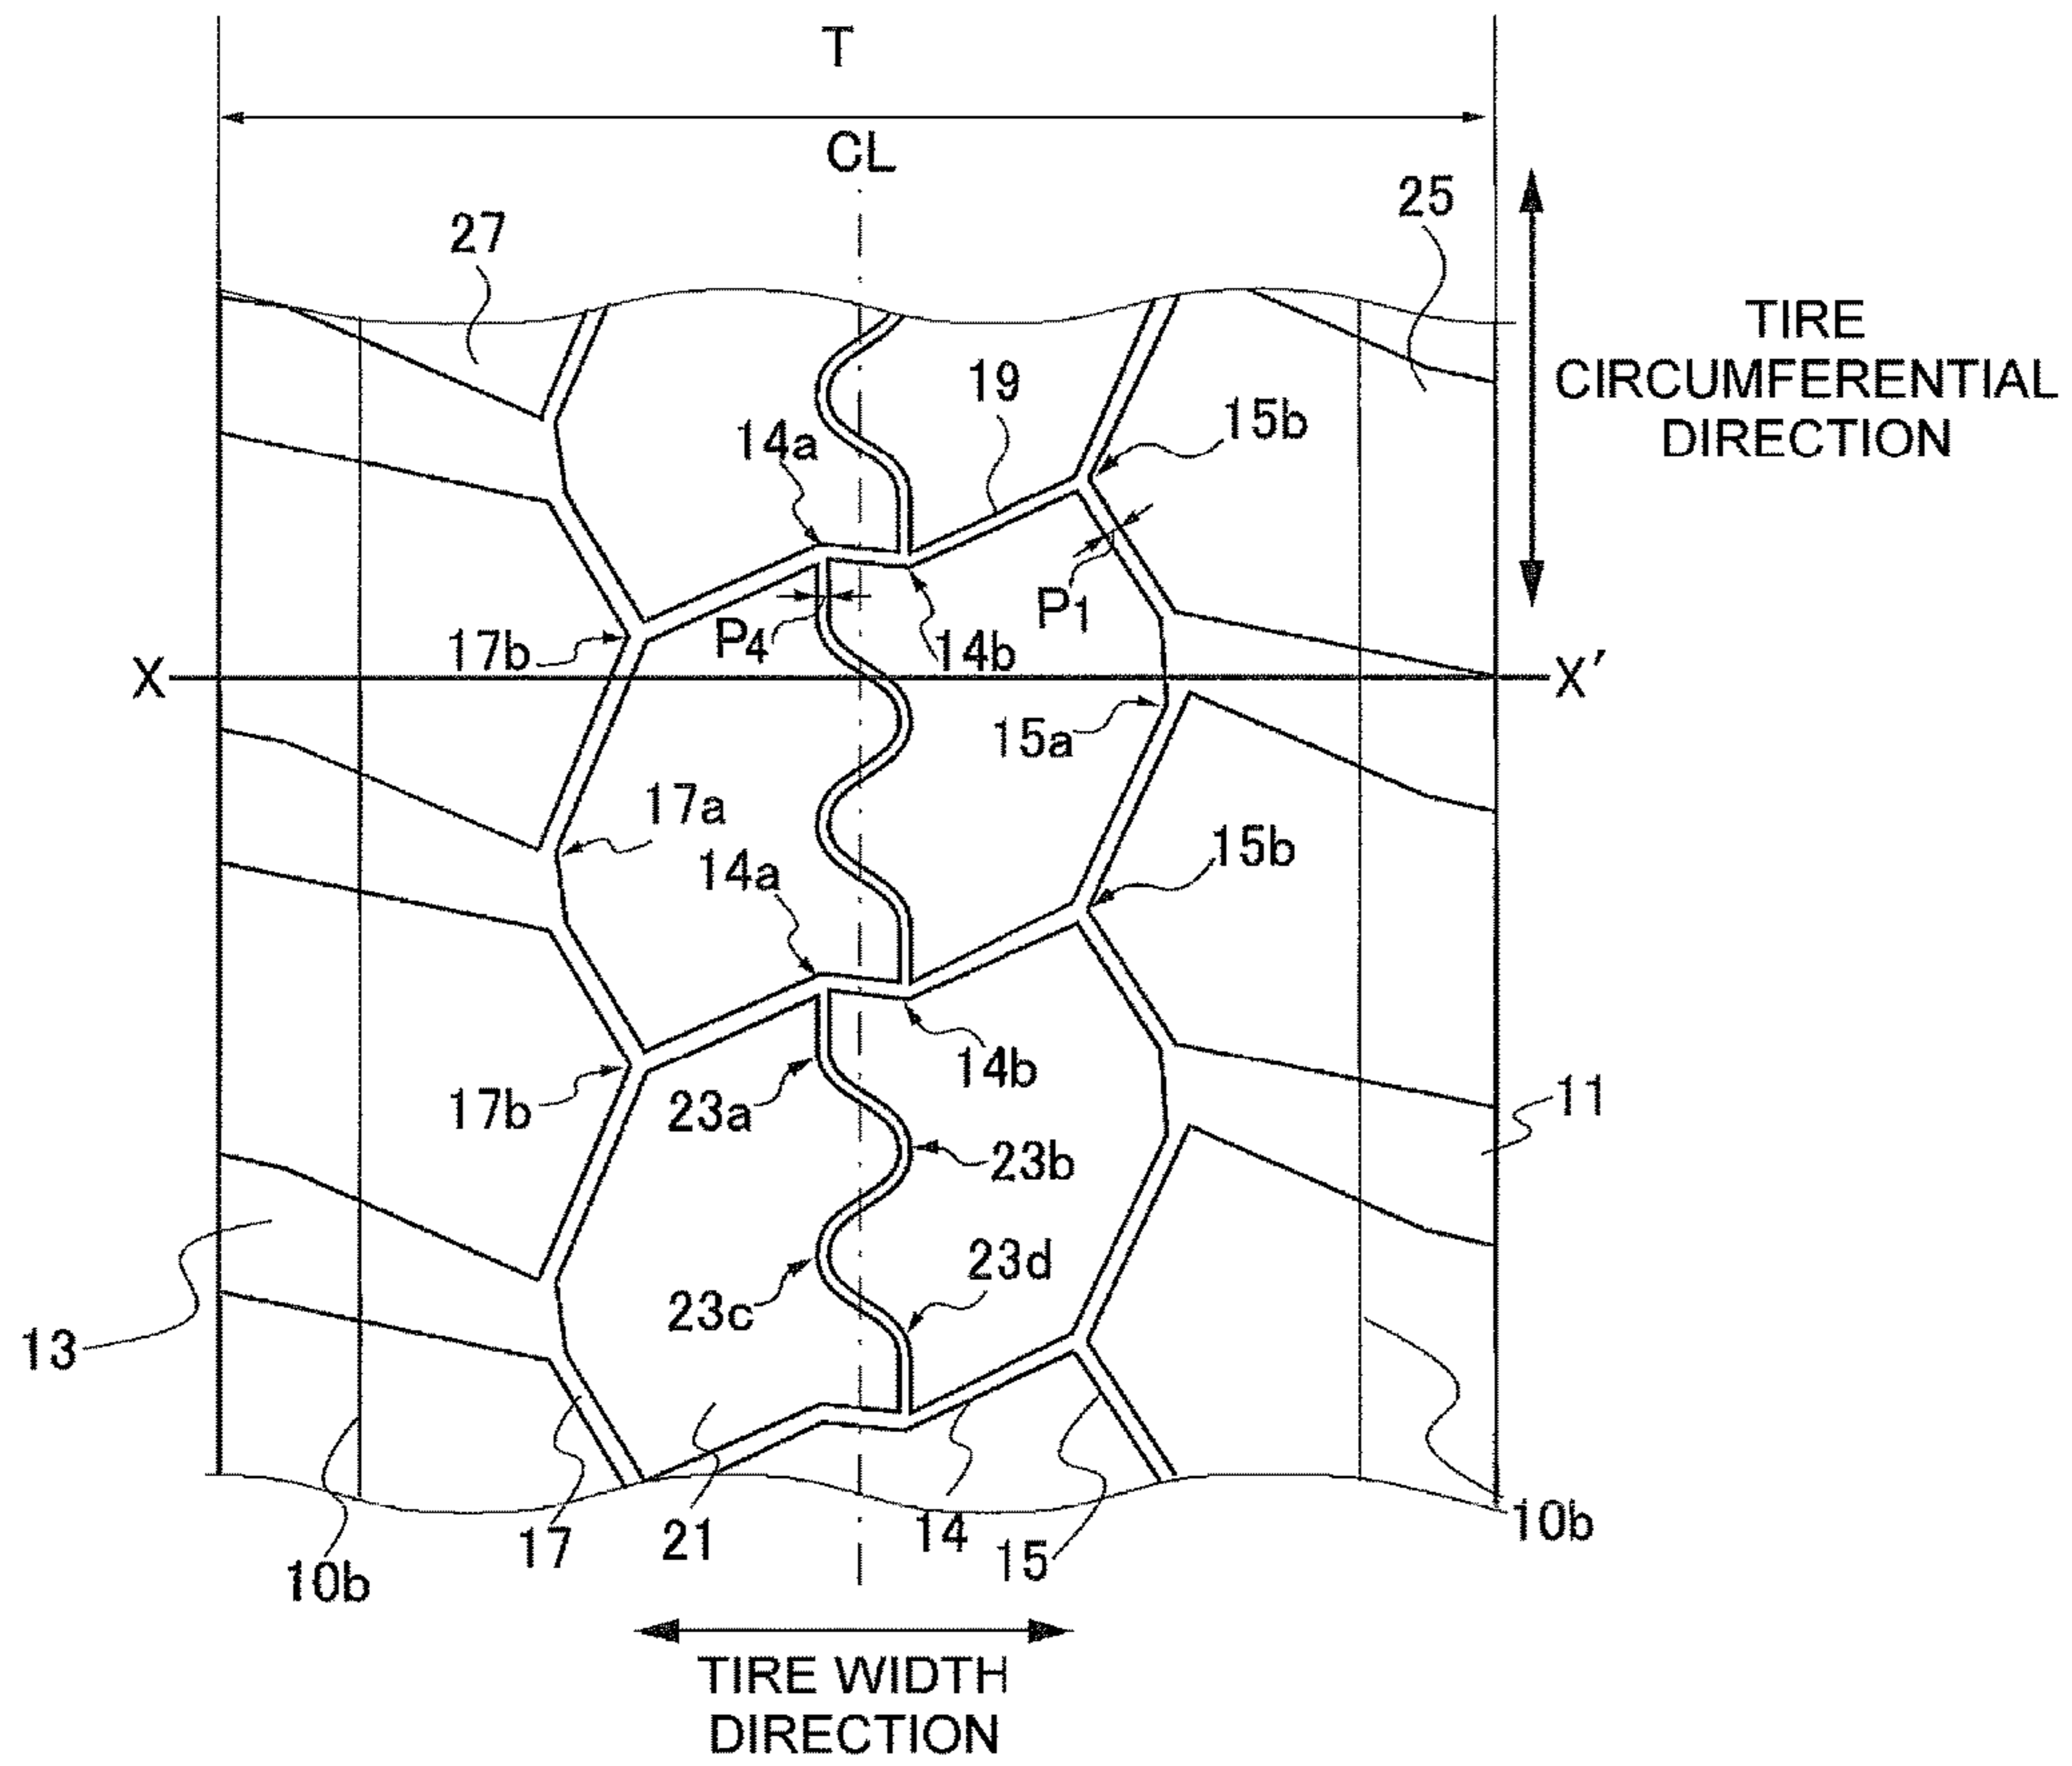 T
CL
25
27
TIRE
CIRCUMFERENTIAL
DIRECTION
19
15b
14a
P1
P4
14b
17b
X
X′
15a
17a
15b
14a
14b
17b
23a
11
23b
23d
23c
13
10b
17
21
14
15
10b
TIRE WIDTH
DIRECTION